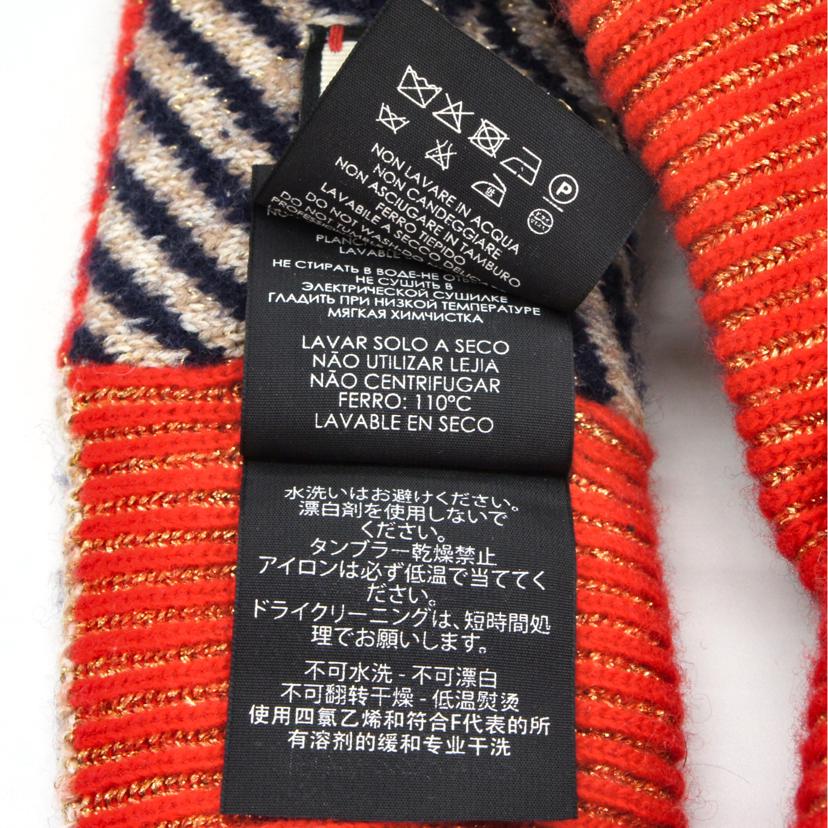 P
NON LAVARE IN ACQUA
NON CANDEGGIARE
NON ASCIUGARE IN TAMBURO
FERRO TIEPIDO
LAVABILE A SECCO DELICATO
DO NOT WASH
PROFESSIONAL
PLANCH
LAVABLE
НЕ СТИРАТЬ В ВОДЕ-НЕ
НЕ СУШИТЬ В
ЭЛЕКТРИЧЕСКОЙ СУШИЛКЕ
ГЛАДИТЬ ПРИ НИЗКОЙ ТЕМПЕРАТУРЕ
МЯГКАЯ ХИМЧИСТКА
LAVAR SOLO A SECO
NÃO UTILIZAR LEJIA
NÃO CENTRIFUGAR
FERRO: 110°C
LAVABLE EN SECO
水洗いはお避けください。
漂白剤を使用しないで
ください。
タンブラー乾燥禁止
アイロンは必ず低温で当ててく
ださい。
ドライクリーニングは、短時間処
理でお願いします。
不可水洗 - 不可漂白
不可翻转干燥 - 低温熨烫
使用四氯乙烯和符合F代表的所
有溶剂的缓和专业干洗